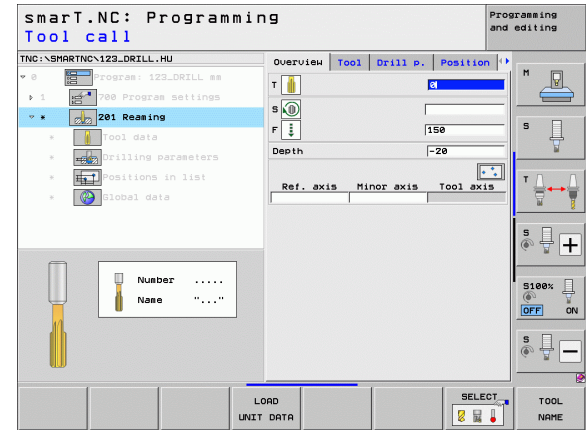 smarT.NC: Programming
Tool call
Programming
and editing
TNC:\SMARTNC\123_DRILL.HU
0 Program: 123_DRILL mm
1 700 Program settings
* 201 Reaming
* Tool data
* Drilling parameters
* Positions in list
* Global data
Overview Tool Drill p. Position
T 0
S
F 150
Depth -20
Ref. axis Minor axis Tool axis
Number .....
Name "..."
M
S
T
S
S100%
OFF ON
S
LOAD
UNIT DATA
SELECT
TOOL
NAME